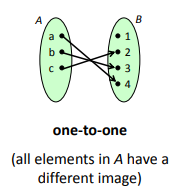 A B
a 1
b 2
c 3
4
one-to-one
(all elements in A have a
different image)